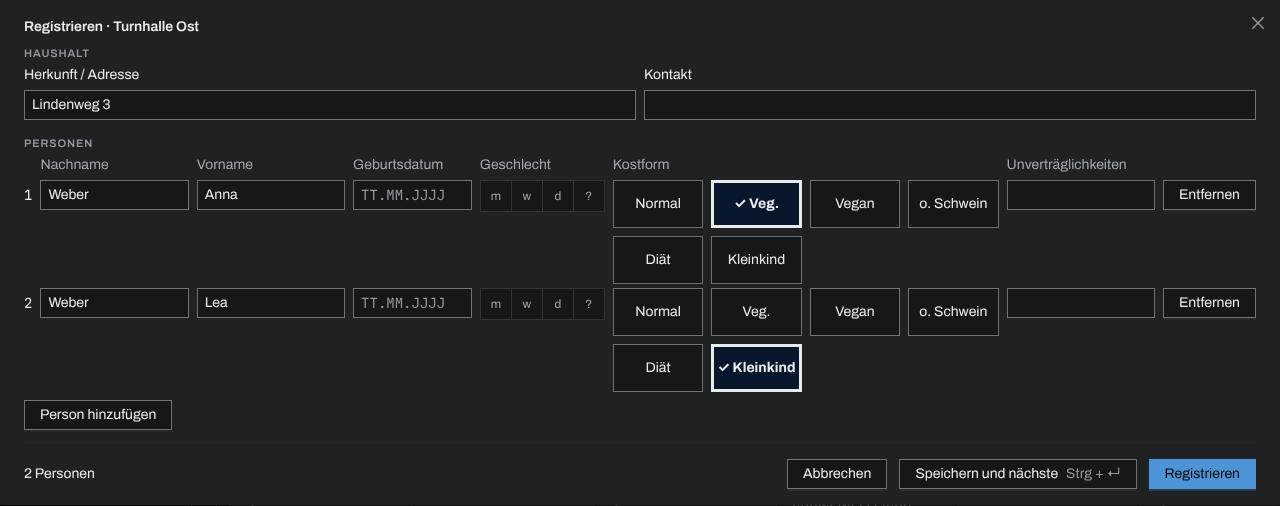 Registrieren · Turnhalle Ost
HAUSHALT
Herkunft / Adresse Kontakt
Lindenweg 3
PERSONEN
Nachname Vorname Geburtsdatum Geschlecht Kostform Unverträglichkeiten
1 Weber Anna TT.MM.JJJJ m w d ? Normal ✓ Veg. Vegan o. Schwein Entfernen
Diät Kleinkind
2 Weber Lea TT.MM.JJJJ m w d ? Normal Veg. Vegan o. Schwein Entfernen
Diät ✓ Kleinkind
Person hinzufügen
2 Personen Abbrechen Speichern und nächste Strg + ↵ Registrieren